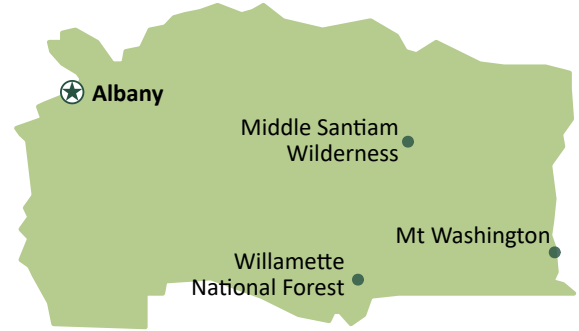 Albany
Middle Santiam
Wilderness
Mt Washington
Willamette
National Forest